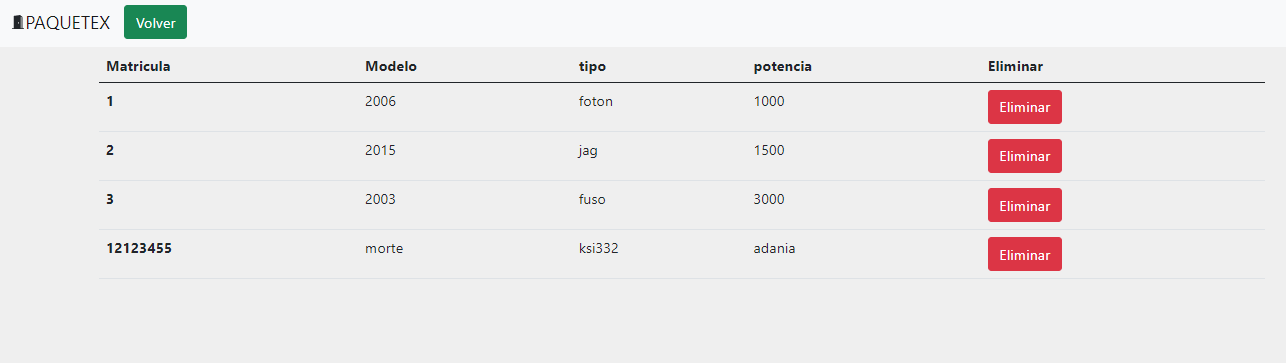 PAQUETEX Volver
Matricula Modelo tipo potencia Eliminar
1 2006 foton 1000 Eliminar
2 2015 jag 1500 Eliminar
3 2003 fuso 3000 Eliminar
12123455 morte ksi332 adania Eliminar